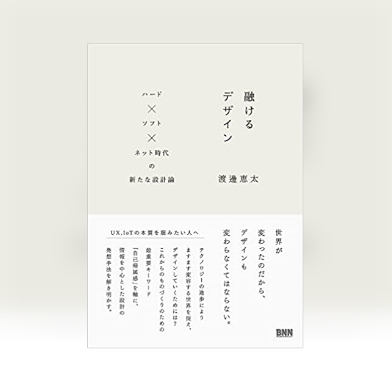 融ける
デザイン
ハード
×
ソフト
×
ネット時代
の
新たな設計論
渡邊恵太
世界が
変わったのだから、
デザインも
変わらなくてはならない。
UX,IoTの本質を掴みたい人へ
テクノロジーの進歩によう
ますます変容する世界を捉え、
デザインしていくためには?
これからのものづくりのための
最重要キーワード
「自己帰属感」を軸に、
情報を中心とした設計の
発想手法を解き明かす。
BNN